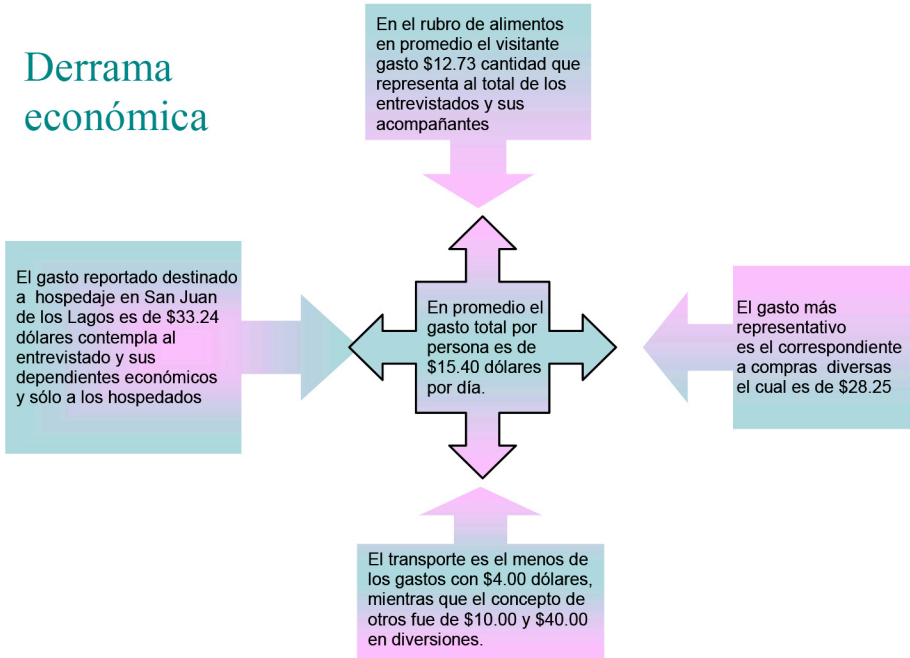 Derrama
económica
En el rubro de alimentos
en promedio el visitante
gasto $12.73 cantidad que
representa al total de los
entrevistados y sus
acompañantes
El gasto reportado destinado
a hospedaje en San Juan
de los Lagos es de $33.24
dólares contempla al
entrevistado y sus
dependientes económicos
y sólo a los hospedados
En promedio el
gasto total por
persona es de
$15.40 dólares
por día.
El gasto más
representativo
es el correspondiente
a compras diversas
el cual es de $28.25
El transporte es el menos de
los gastos con $4.00 dólares,
mientras que el concepto de
otros fue de $10.00 y $40.00
en diversiones.